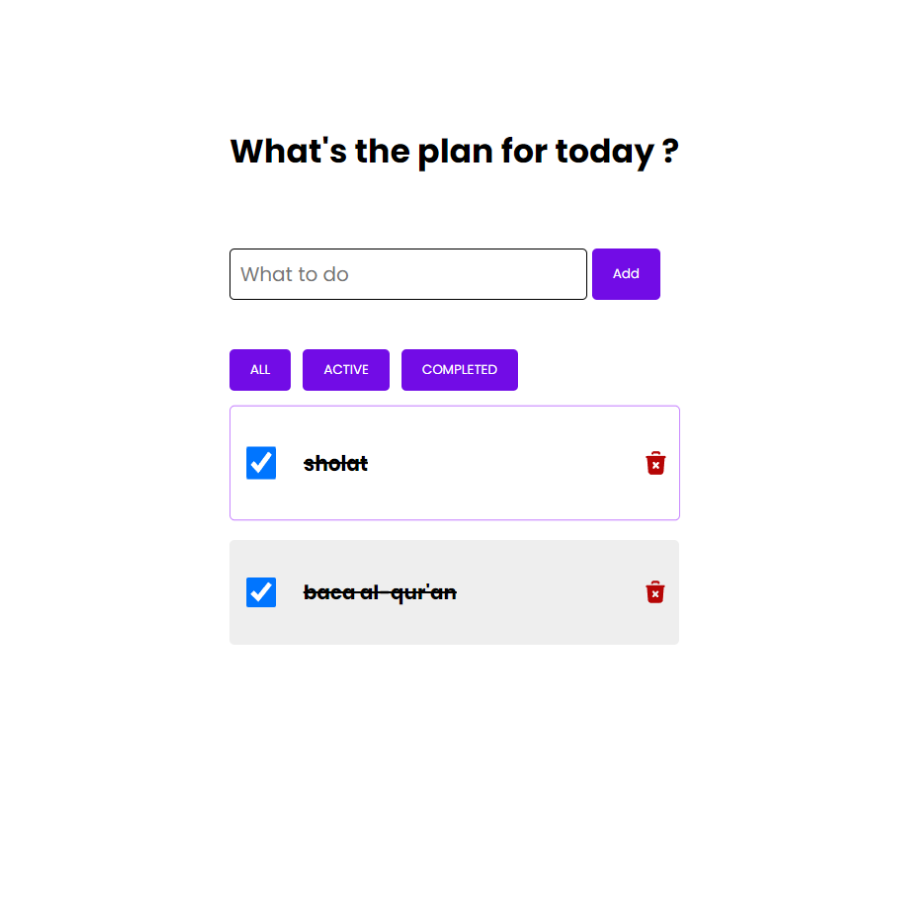 What's the plan for today ?
What to do
Add
ALL
ACTIVE
COMPLETED
sholat
baca al-qur'an